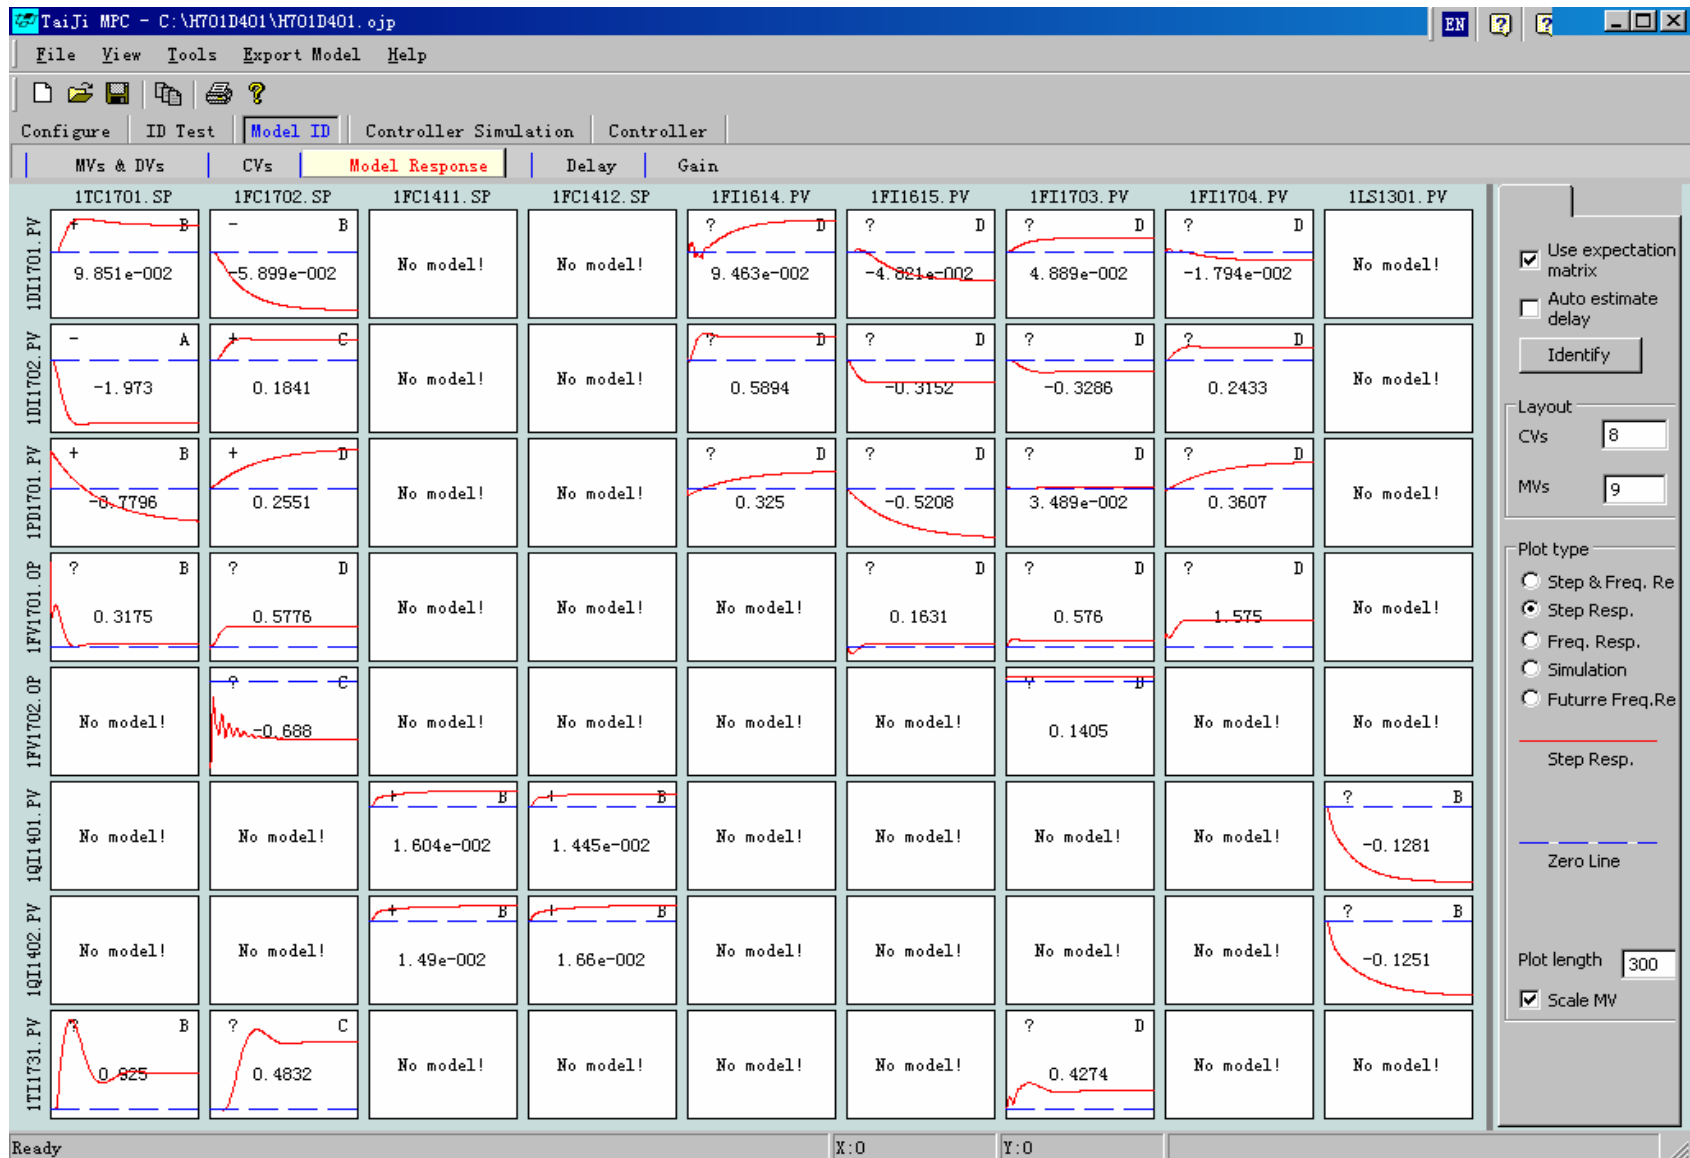 TaiJi MPC - C:\H701D401\H701D401.ojp EN
File View Tools Export Model Help
Configure ID Test Model ID Controller Simulation Controller
MVs & DVs CVs Model Response Delay Gain
1TC1701.SP 1FC1702.SP 1FC1411.SP 1FC1412.SP 1FI1614.PV 1FI1615.PV 1FI1703.PV 1FI1704.PV 1LS1301.PV
1DI1701.PV
+ B - B ? D ? D ? D ? D
9.851e-002 -5.899e-002 No model! No model! 9.463e-002 -4.821e-002 4.889e-002 -1.794e-002 No model!
1DI1702.PV
- A + C ? D ? D ? D ? D
-1.973 0.1841 No model! No model! 0.5894 -0.3152 -0.3286 0.2433 No model!
1PD1701.PV
+ B + D ? D ? D ? D ? D
-0.7796 0.2551 No model! No model! 0.325 -0.5208 3.489e-002 0.3607 No model!
1FV1701.OP
? B ? D ? D ? D ? D
0.3175 0.5776 No model! No model! No model! 0.1631 0.576 1.575 No model!
1FV1702.OP
? C ? D
No model! -0.688 No model! No model! No model! No model! 0.1405 No model! No model!
1QI1401.PV
+ B + B ? B
No model! No model! 1.604e-002 1.445e-002 No model! No model! No model! No model! -0.1281
1QI1402.PV
+ B + B ? B
No model! No model! 1.49e-002 1.66e-002 No model! No model! No model! No model! -0.1251
1TI1731.PV
? B ? C ? D
0.925 0.4832 No model! No model! No model! No model! 0.4274 No model! No model!
Use expectation
matrix
Auto estimate
delay
Identify
Layout
CVs 8
MVs 9
Plot type
Step & Freq. Re
Step Resp.
Freq. Resp.
Simulation
Futurre Freq.Re
Step Resp.
Zero Line
Plot length 300
Scale MV
Ready X:0 Y:0